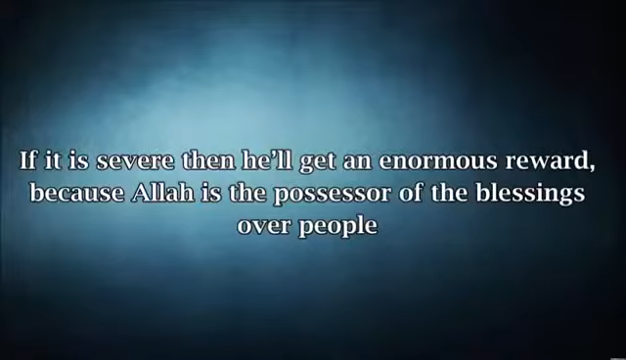 If it is severe then he'll get an enormous reward,
because Allah is the possessor of the blessings
over people